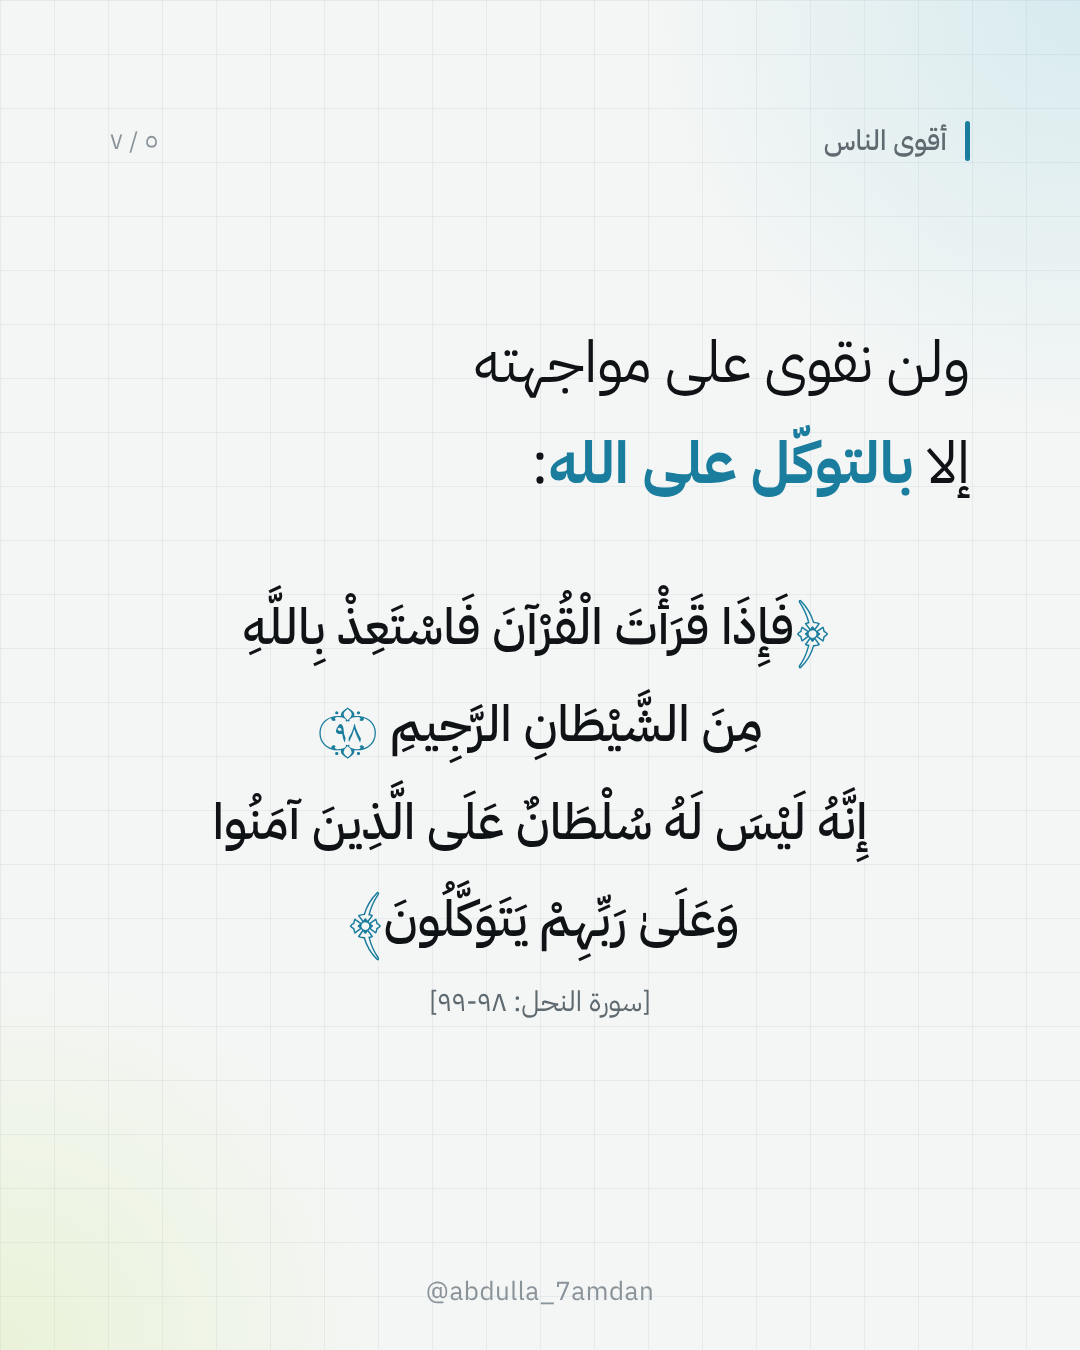 أقوى الناس
٥ / ٧
ولن نقوى على مواجهته
إلا بالتوكّل على الله:
﴿فَإِذَا قَرَأْتَ الْقُرْآنَ فَاسْتَعِذْ بِاللَّهِ
مِنَ الشَّيْطَانِ الرَّجِيمِ ۝٩٨
إِنَّهُ لَيْسَ لَهُ سُلْطَانٌ عَلَى الَّذِينَ آمَنُوا
وَعَلَىٰ رَبِّهِمْ يَتَوَكَّلُونَ﴾
[سورة النحل: ٩٨-٩٩]
@abdulla_7amdan